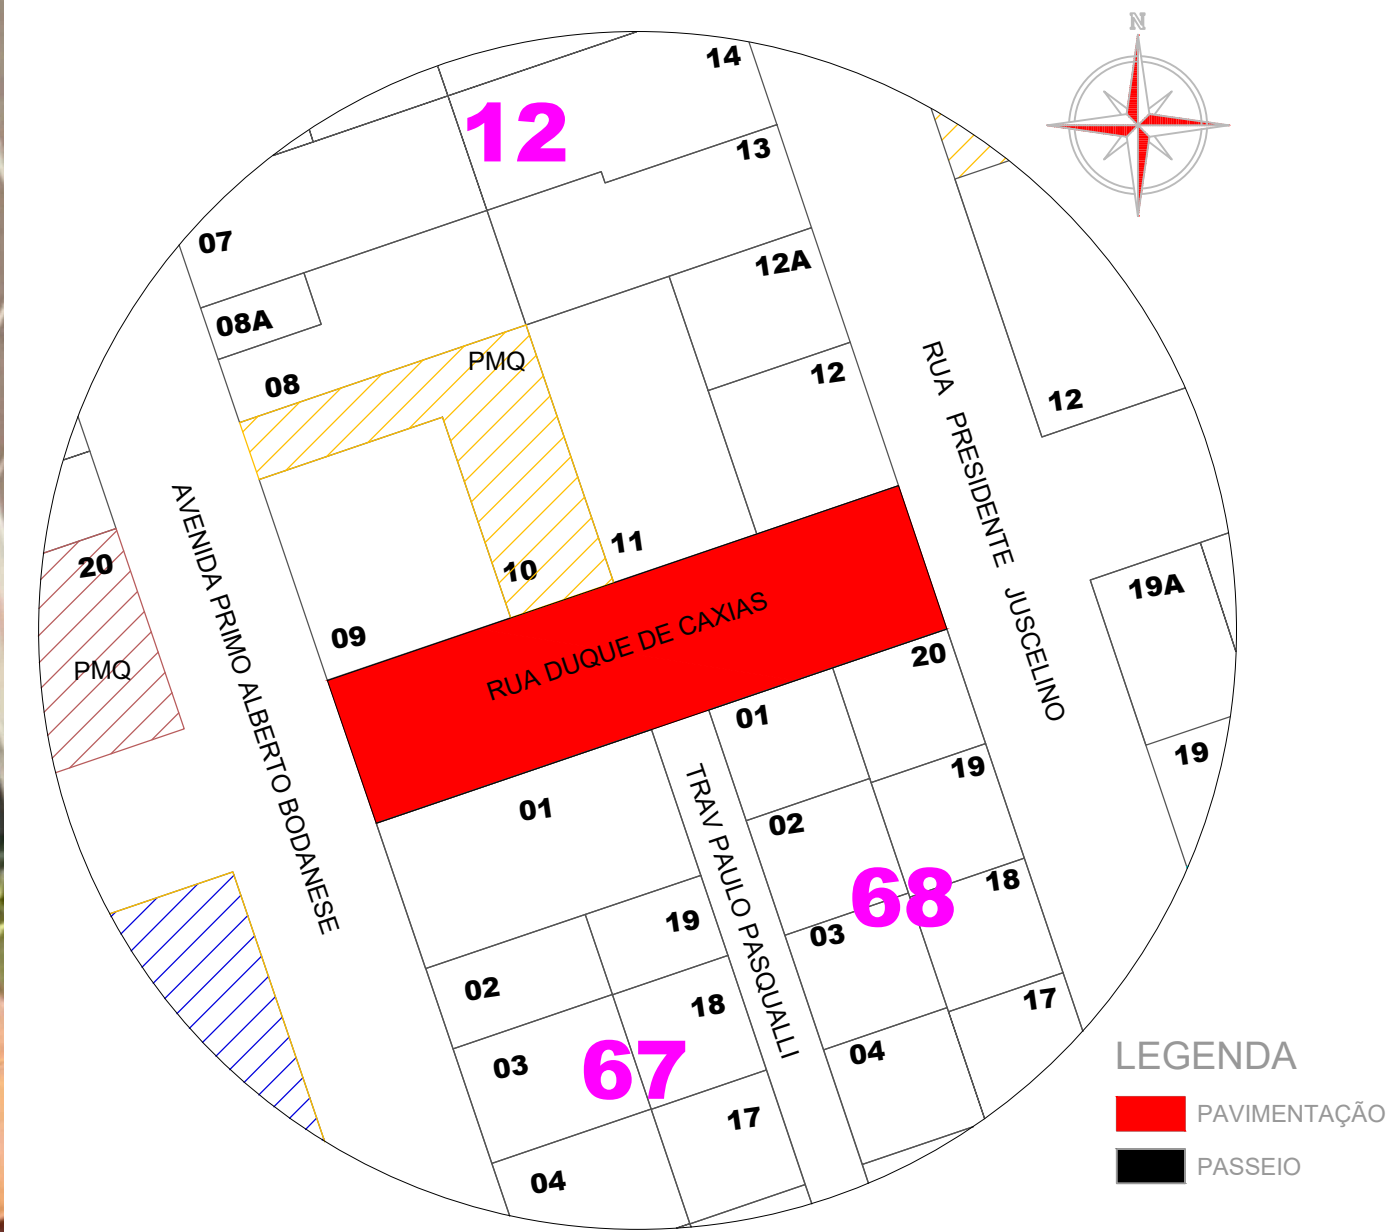 N
14
12
13
07
12A
08A
PMQ
08
12
12
RUA PRESIDENTE JUSCELINO
AVENIDA PRIMO ALBERTO BODANESE
11
20
10
19A
RUA DUQUE DE CAXIAS
09
PMQ
20
01
19
19
01
TRAV PAULO PASQUALLI
02
68
18
19
03
02
18
17
04
03
67
17
04
LEGENDA
PAVIMENTAÇÃO
PASSEIO